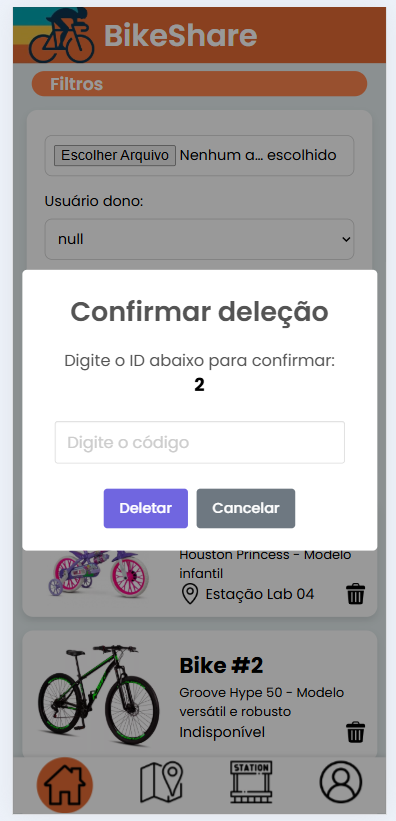 BikeShare
Filtros
Escolher Arquivo Nenhum a... escolhido
Usuário dono:
null
Confirmar deleção
Digite o ID abaixo para confirmar:
2
Digite o código
Deletar Cancelar
Houston Princess - Modelo
infantil
Estação Lab 04
Bike #2
Groove Hype 50 - Modelo
versátil e robusto
Indisponível
STATION